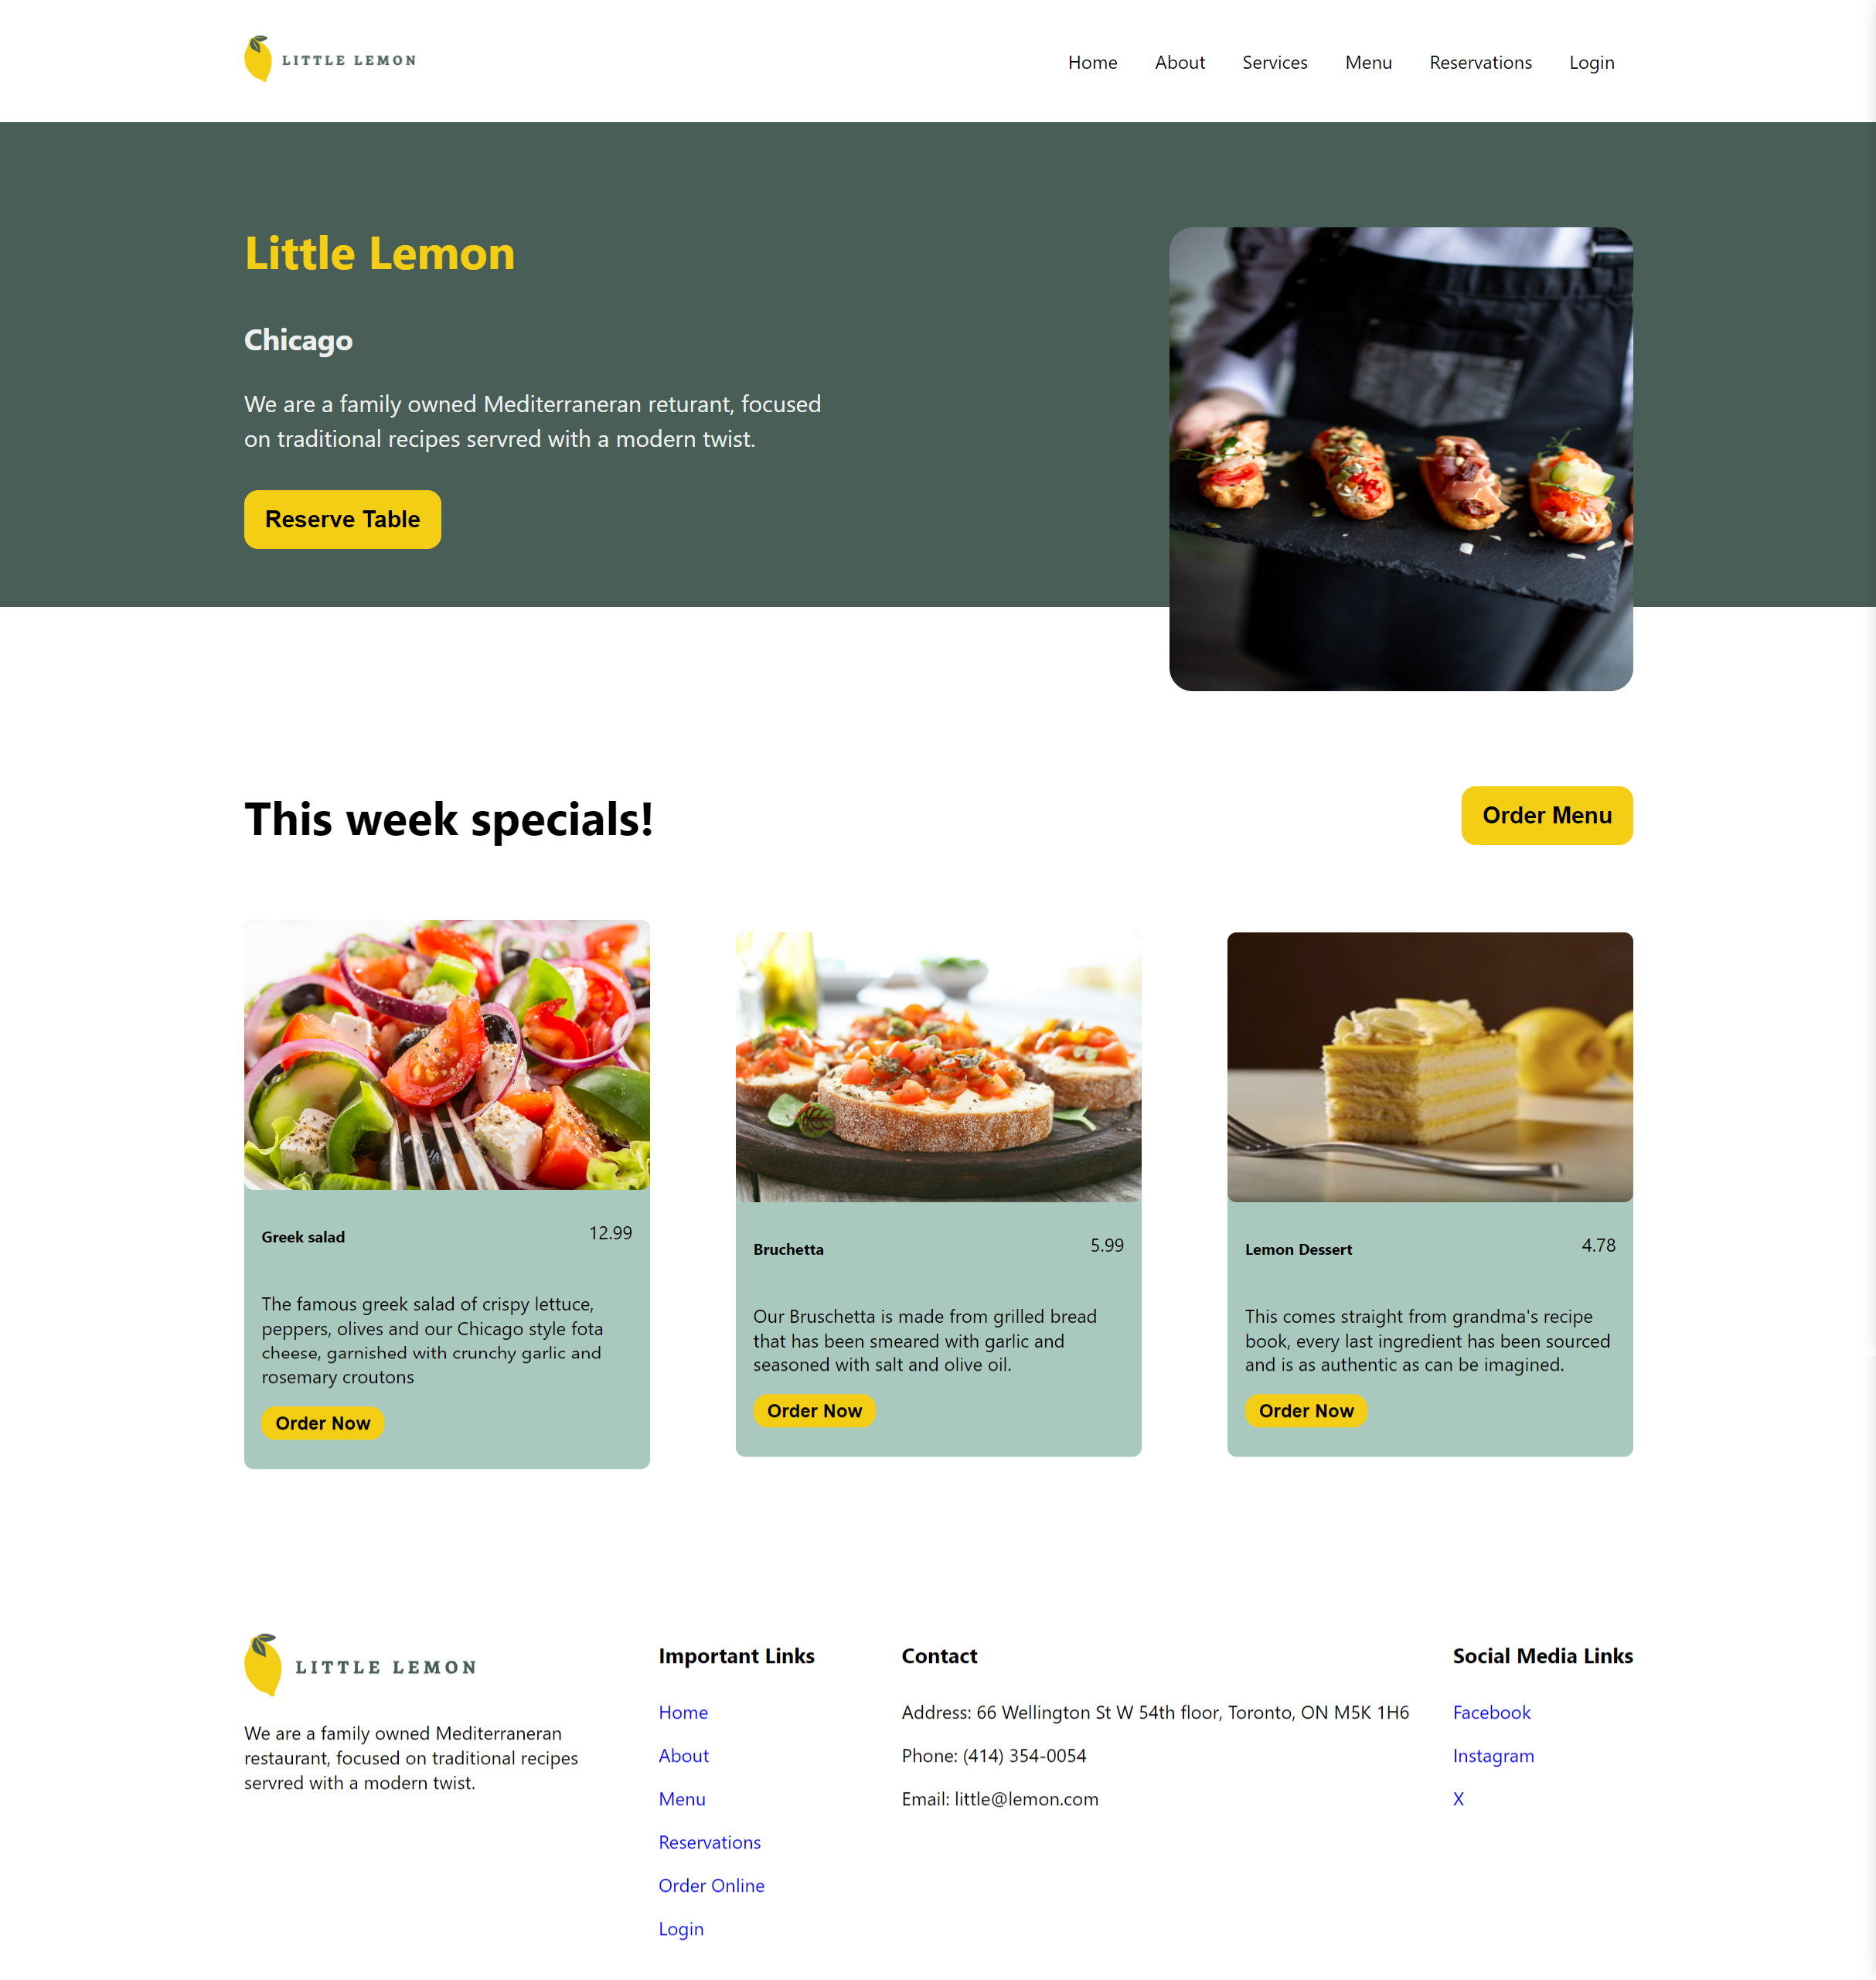 LITTLE LEMON
Home About Services Menu Reservations Login
Little Lemon
Chicago
We are a family owned Mediterraneran returant, focused
on traditional recipes servred with a modern twist.
Reserve Table
This week specials!
Order Menu
Greek salad 12.99
The famous greek salad of crispy lettuce,
peppers, olives and our Chicago style fota
cheese, garnished with crunchy garlic and
rosemary croutons
Order Now
Bruchetta 5.99
Our Bruschetta is made from grilled bread
that has been smeared with garlic and
seasoned with salt and olive oil.
Order Now
Lemon Dessert 4.78
This comes straight from grandma's recipe
book, every last ingredient has been sourced
and is as authentic as can be imagined.
Order Now
LITTLE LEMON
We are a family owned Mediterraneran
restaurant, focused on traditional recipes
servred with a modern twist.
Important Links
Home
About
Menu
Reservations
Order Online
Login
Contact
Address: 66 Wellington St W 54th floor, Toronto, ON M5K 1H6
Phone: (414) 354-0054
Email: little@lemon.com
Social Media Links
Facebook
Instagram
X